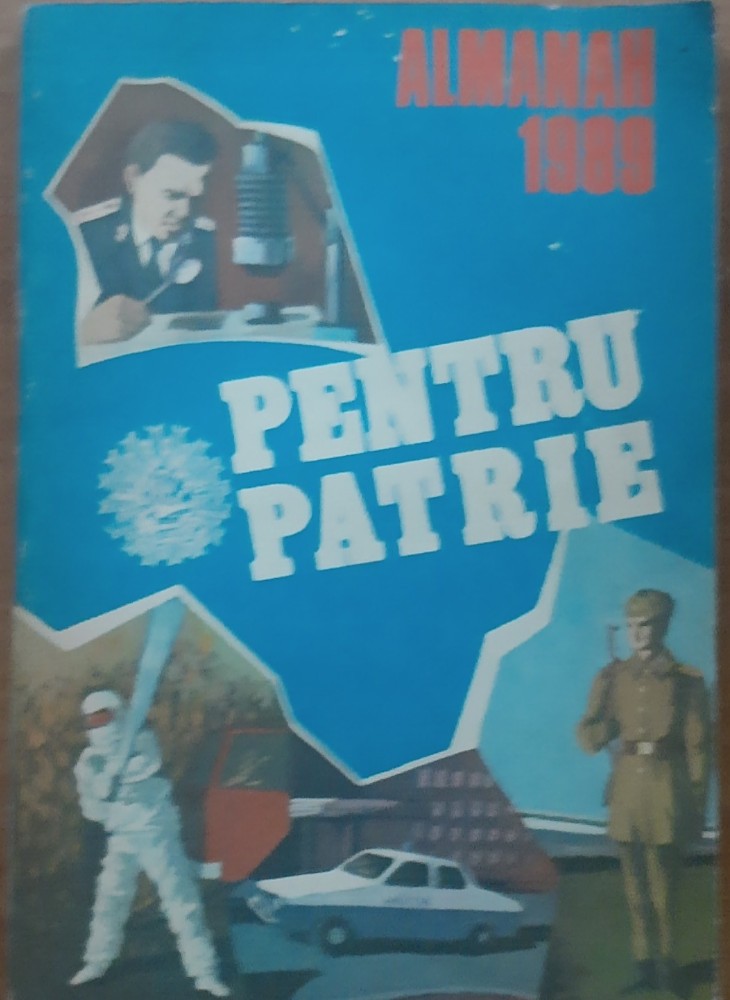 ALMANAH
1989
PENTRU
PATRIE